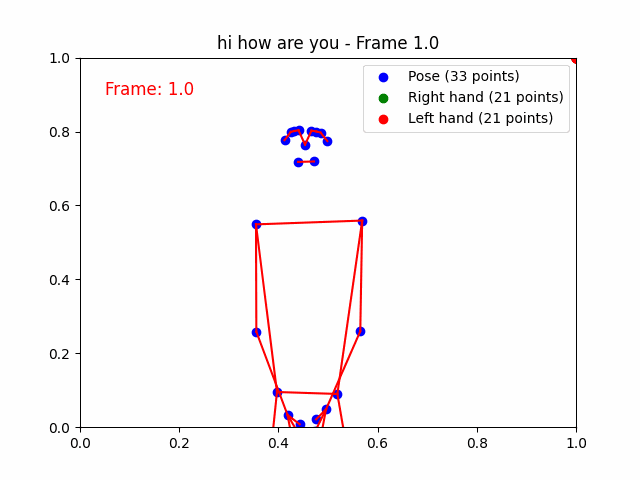 hi how are you - Frame 1.0
Frame: 1.0
Pose (33 points)
Right hand (21 points)
Left hand (21 points)
1.0
0.8
0.6
0.4
0.2
0.0
0.0 0.2 0.4 0.6 0.8 1.0